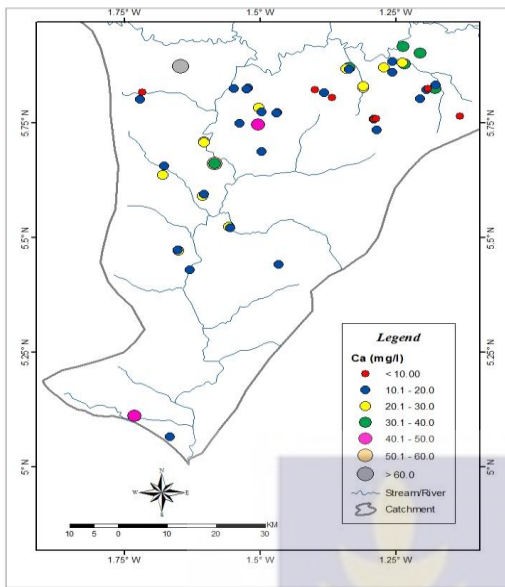 1.75° W
1.5° W
1.25° W
5.75° N
5.75° N
5.5° N
5.5° N
5.25° N
5.25° N
5° N
5° N
Legend
Ca (mg/l)
< 10.00
10.1 - 20.0
20.1 - 30.0
30.1 - 40.0
40.1 - 50.0
50.1 - 60.0
> 60.0
Stream/River
Catchment
N
W E
S
10 5 0 10 20 30 KM
1.75° W
1.5° W
1.25° W